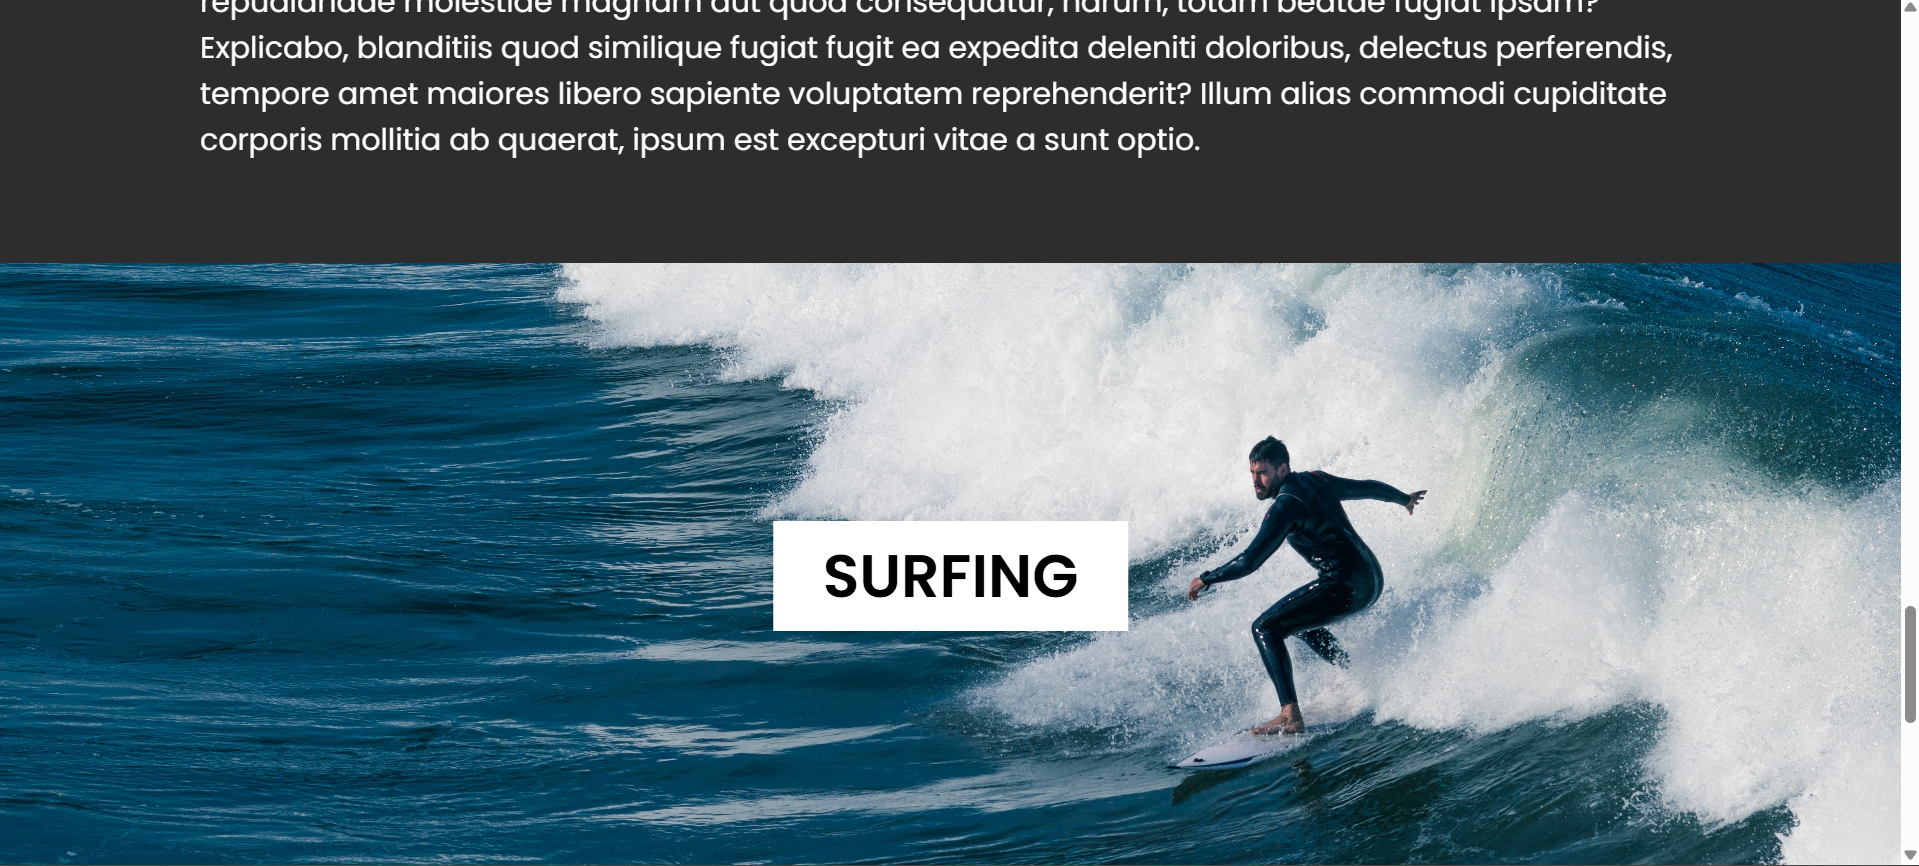 repudiandae molestiae magnam aut quod consequatur, harum, totam beatae fugiat ipsam?
Explicabo, blanditiis quod similique fugiat fugit ea expedita deleniti doloribus, delectus perferendis,
tempore amet maiores libero sapiente voluptatem reprehenderit? Illum alias commodi cupiditate
corporis mollitia ab quaerat, ipsum est excepturi vitae a sunt optio.
SURFING